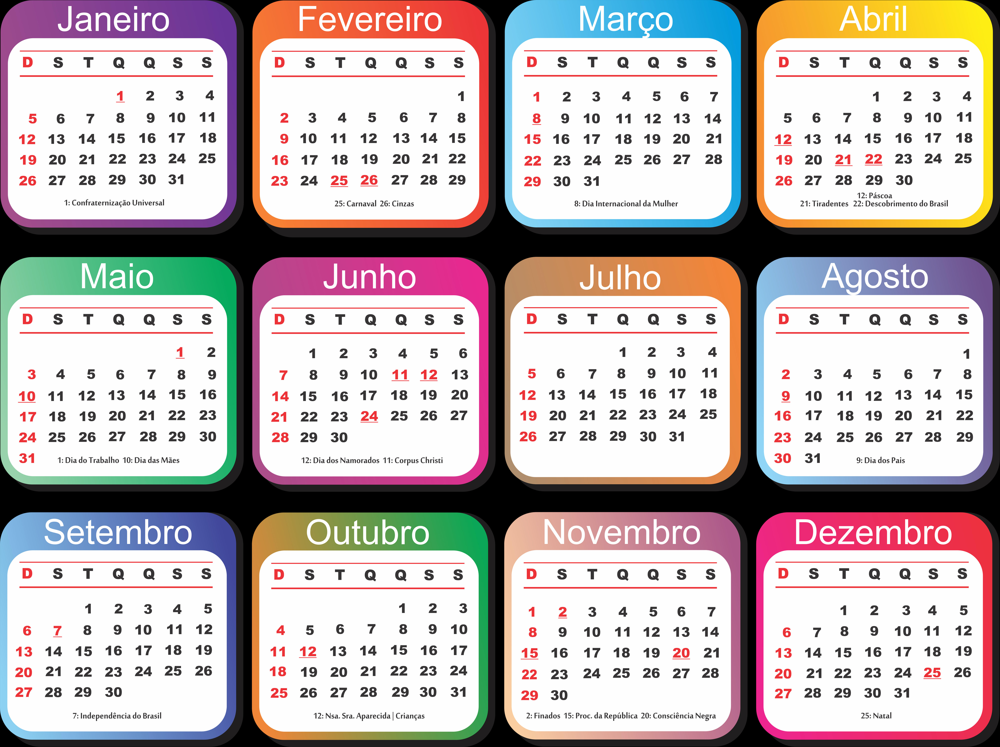 Janeiro
D S T Q Q S S
1 2 3 4
5 6 7 8 9 10 11
12 13 14 15 16 17 18
19 20 21 22 23 24 25
26 27 28 29 30 31
1: Confraternização Universal
Fevereiro
D S T Q Q S S
1
2 3 4 5 6 7 8
9 10 11 12 13 14 15
16 17 18 19 20 21 22
23 24 25 26 27 28 29
25: Carnaval 26: Cinzas
Março
D S T Q Q S S
1 2 3 4 5 6 7
8 9 10 11 12 13 14
15 16 17 18 19 20 21
22 23 24 25 26 27 28
29 30 31
8: Dia Internacional da Mulher
Abril
D S T Q Q S S
1 2 3 4
5 6 7 8 9 10 11
12 13 14 15 16 17 18
19 20 21 22 23 24 25
26 27 28 29 30
12: Páscoa
21: Tiradentes 22: Descobrimento do Brasil
Maio
D S T Q Q S S
1 2
3 4 5 6 7 8 9
10 11 12 13 14 15 16
17 18 19 20 21 22 23
24 25 26 27 28 29 30
31
1: Dia do Trabalho 10: Dia das Mães
Junho
D S T Q Q S S
1 2 3 4 5 6
7 8 9 10 11 12 13
14 15 16 17 18 19 20
21 22 23 24 25 26 27
28 29 30
12: Dia dos Namorados 11: Corpus Christi
Julho
D S T Q Q S S
1 2 3 4
5 6 7 8 9 10 11
12 13 14 15 16 17 18
19 20 21 22 23 24 25
26 27 28 29 30 31
Agosto
D S T Q Q S S
1
2 3 4 5 6 7 8
9 10 11 12 13 14 15
16 17 18 19 20 21 22
23 24 25 26 27 28 29
30 31
9: Dia dos Pais
Setembro
D S T Q Q S S
1 2 3 4 5
6 7 8 9 10 11 12
13 14 15 16 17 18 19
20 21 22 23 24 25 26
27 28 29 30
7: Independência do Brasil
Outubro
D S T Q Q S S
1 2 3
4 5 6 7 8 9 10
11 12 13 14 15 16 17
18 19 20 21 22 23 24
25 26 27 28 29 30 31
12: Nsa. Sra. Aparecida | Crianças
Novembro
D S T Q Q S S
1 2 3 4 5 6 7
8 9 10 11 12 13 14
15 16 17 18 19 20 21
22 23 24 25 26 27 28
29 30
2: Finados 15: Proc. da República 20: Consciência Negra
Dezembro
D S T Q Q S S
1 2 3 4 5
6 7 8 9 10 11 12
13 14 15 16 17 18 19
20 21 22 23 24 25 26
27 28 29 30 31
25: Natal